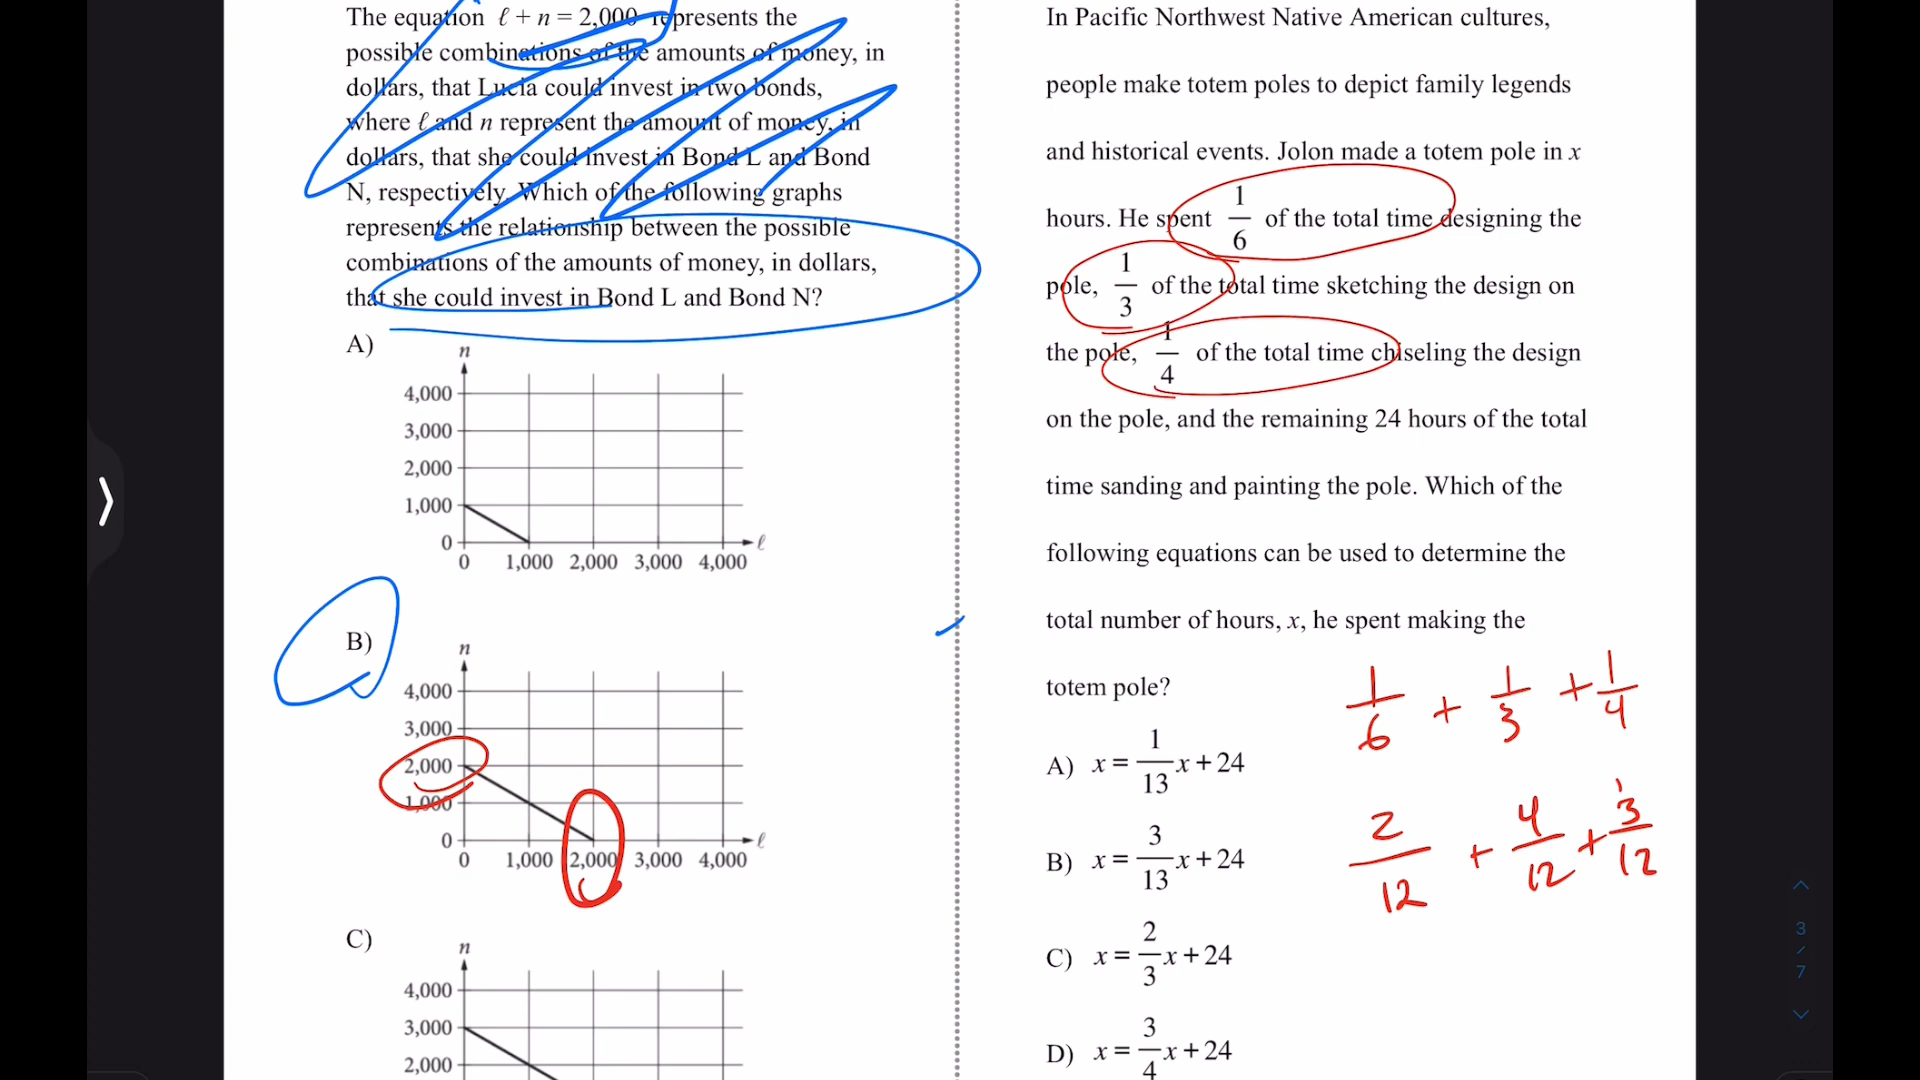 The equation ℓ + n = 2,000 represents the
possible combinations of the amounts of money, in
dollars, that Lucia could invest in two bonds,
where ℓ and n represent the amount of money, in
dollars, that she could invest in Bond L and Bond
N, respectively. Which of the following graphs
represents the relationship between the possible
combinations of the amounts of money, in dollars,
that she could invest in Bond L and Bond N?
A)
n
4,000
3,000
2,000
1,000
0
ℓ
0 1,000 2,000 3,000 4,000
B)
n
4,000
3,000
2,000
1,000
0
ℓ
0 1,000 2,000 3,000 4,000
C)
n
4,000
3,000
2,000
In Pacific Northwest Native American cultures,
people make totem poles to depict family legends
and historical events. Jolon made a totem pole in x
hours. He spent 1/6 of the total time designing the
pole, 1/3 of the total time sketching the design on
the pole, 1/4 of the total time chiseling the design
on the pole, and the remaining 24 hours of the total
time sanding and painting the pole. Which of the
following equations can be used to determine the
total number of hours, x, he spent making the
totem pole?
A) x = 1/13 x + 24
B) x = 3/13 x + 24
C) x = 2/3 x + 24
D) x = 3/4 x + 24
1/6 + 1/3 + 1/4
2/12 + 4/12 + 3/12
3
/
7